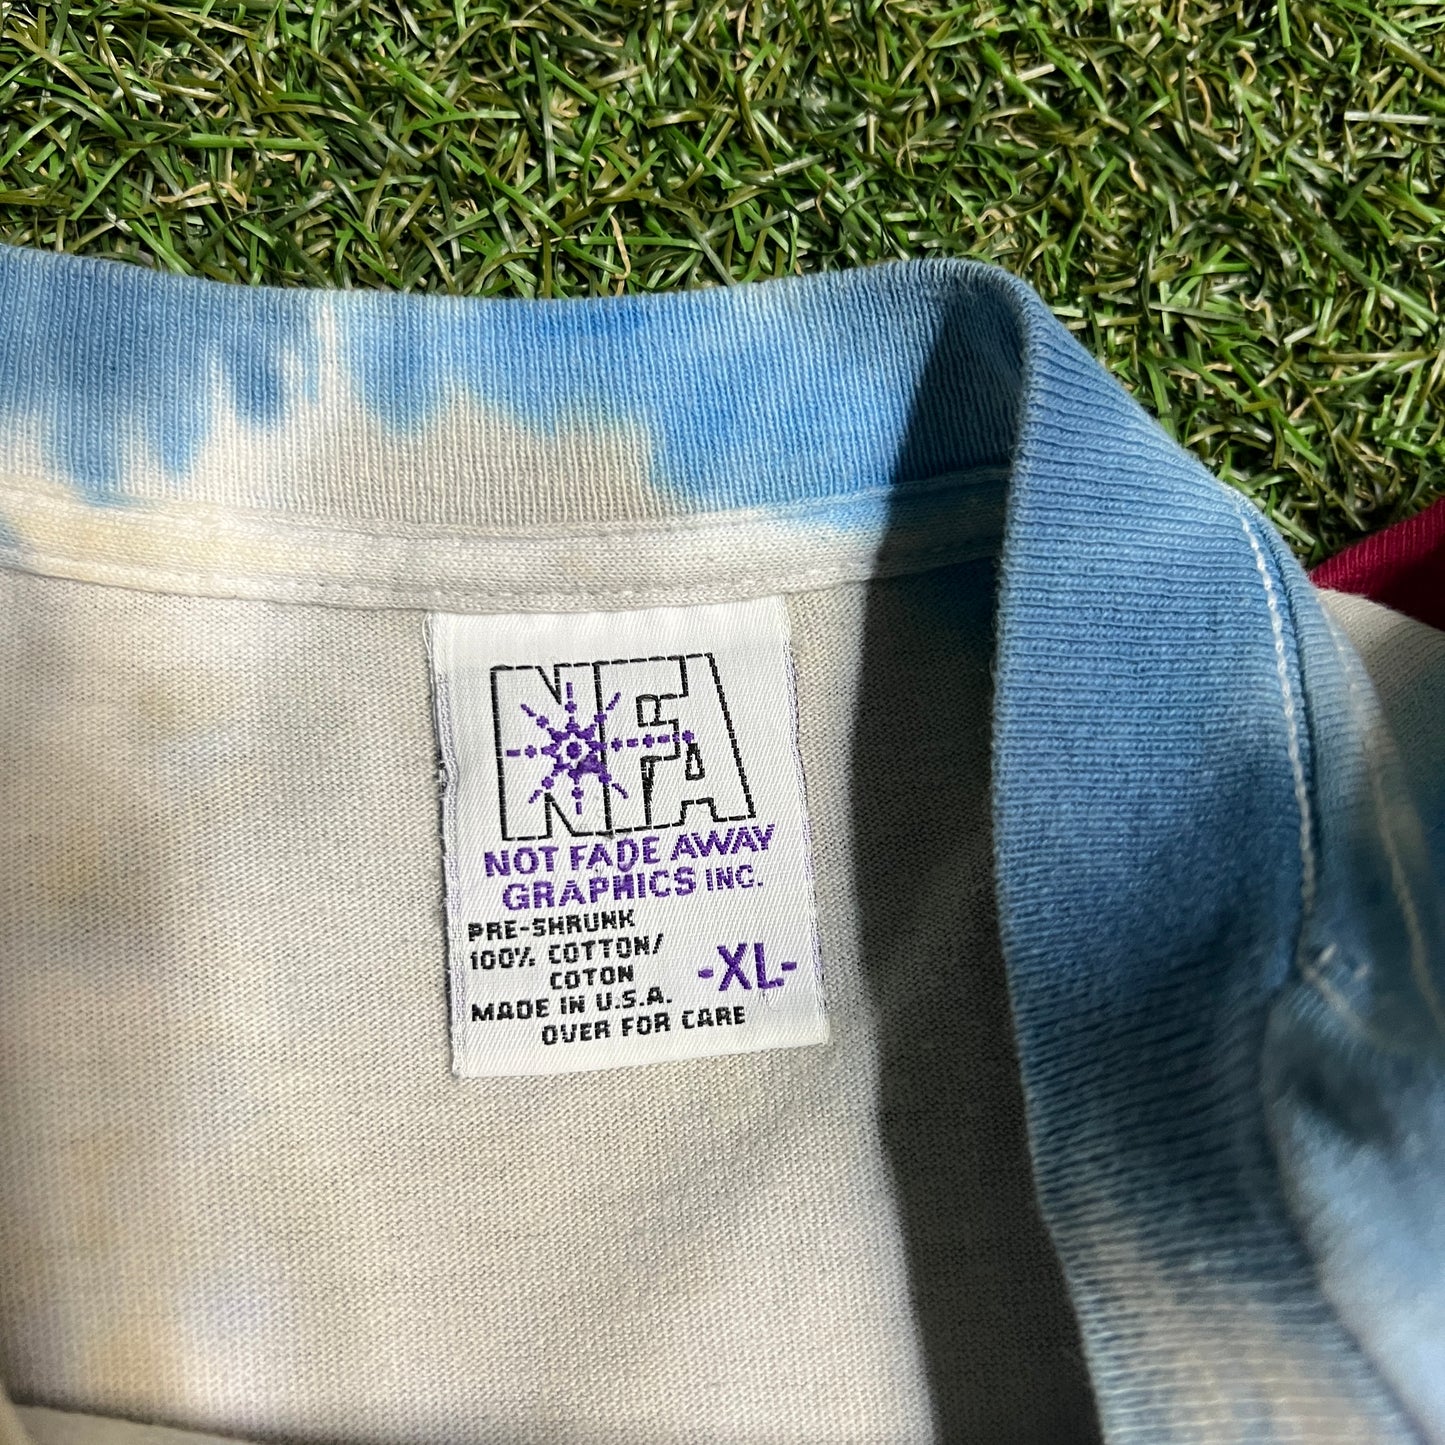 NFA
NOT FADE AWAY
GRAPHICS INC.
PRE-SHRUNK
100% COTTON/
COTON -XL-
MADE IN U.S.A.
OVER FOR CARE